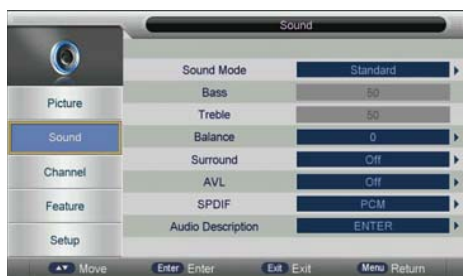 Sound
Sound Mode Standard
Bass 50
Treble 50
Balance 0
Surround Off
AVL Off
SPDIF PCM
Audio Description ENTER
Picture
Sound
Channel
Feature
Setup
Move Enter Enter Exit Exit Menu Return